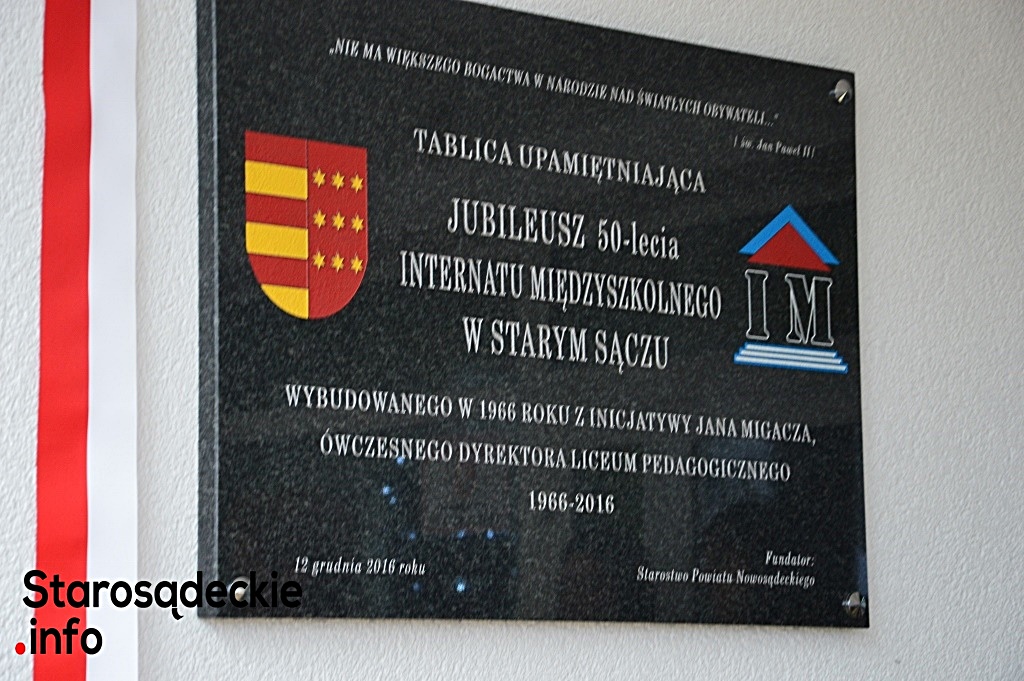 „NIE MA WIĘKSZEGO BOGACTWA W NARODZIE NAD ŚWIATŁYCH OBYWATELI..."
/ św. Jan Paweł II/
TABLICA UPAMIĘTNIAJĄCA
JUBILEUSZ 50-lecia
INTERNATU MIĘDZYSZKOLNEGO
W STARYM SĄCZU
I M
WYBUDOWANEGO W 1966 ROKU Z INICJATYWY JANA MIGACZA,
ÓWCZESNEGO DYREKTORA LICEUM PEDAGOGICZNEGO
1966-2016
12 grudnia 2016 roku
Fundator:
Starostwo Powiatu Nowosądeckiego
Starosądeckie
.info